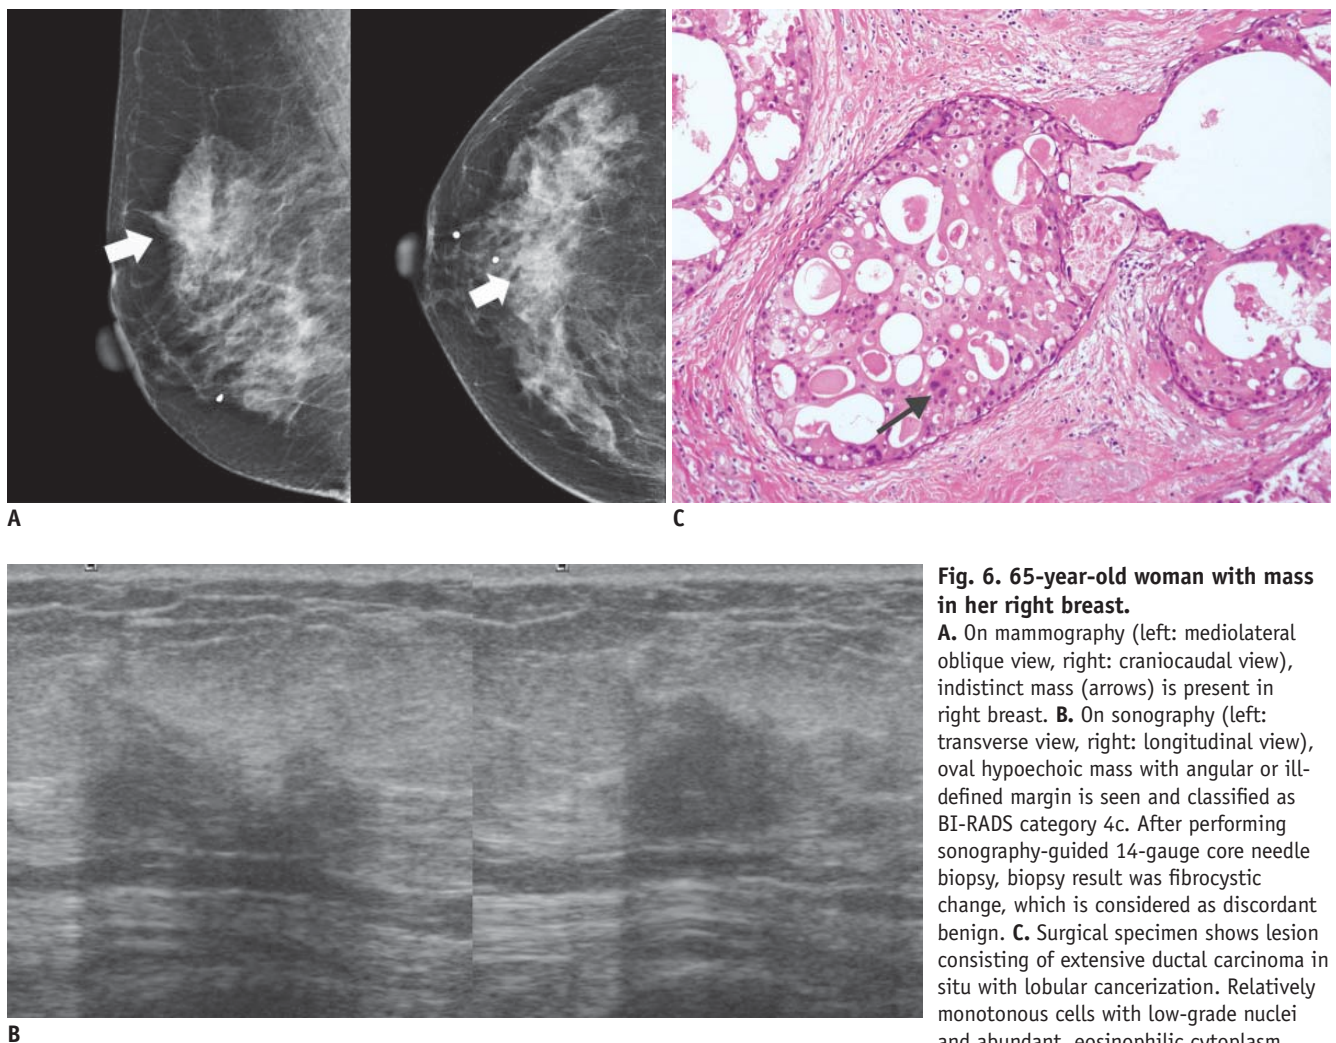 A
C
B
Fig. 6. 65-year-old woman with mass
in her right breast.
A. On mammography (left: mediolateral
oblique view, right: craniocaudal view),
indistinct mass (arrows) is present in
right breast. B. On sonography (left:
transverse view, right: longitudinal view),
oval hypoechoic mass with angular or ill-
defined margin is seen and classified as
BI-RADS category 4c. After performing
sonography-guided 14-gauge core needle
biopsy, biopsy result was fibrocystic
change, which is considered as discordant
benign. C. Surgical specimen shows lesion
consisting of extensive ductal carcinoma in
situ with lobular cancerization. Relatively
monotonous cells with low-grade nuclei
and abundant, eosinophilic cytoplasm